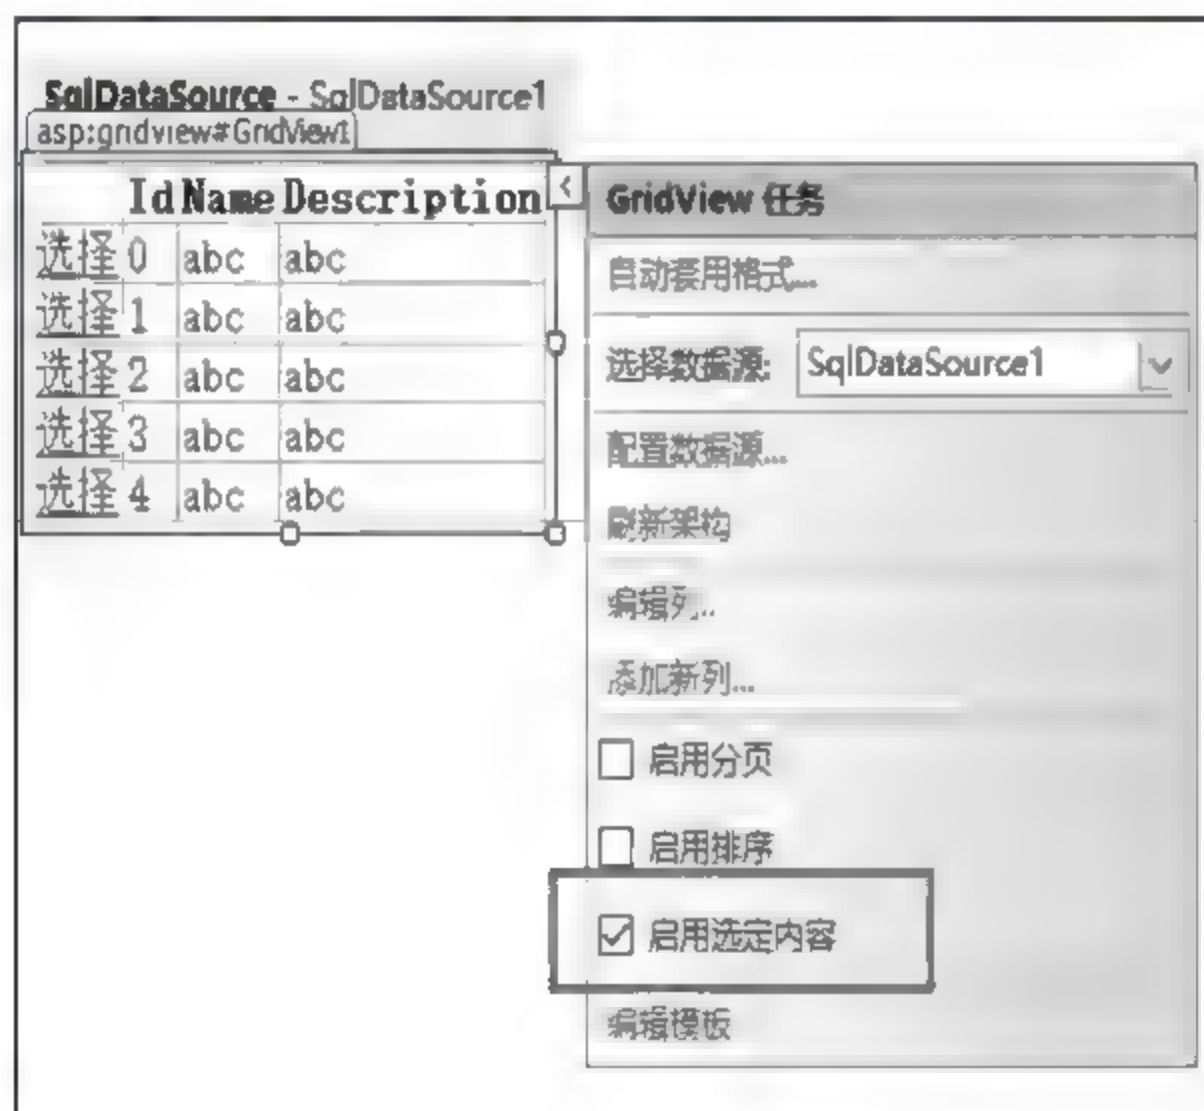 SqlDataSource - SqlDataSource1
asp:gridview#GridView1
Id Name Description
选择 0 abc abc
选择 1 abc abc
选择 2 abc abc
选择 3 abc abc
选择 4 abc abc
GridView 任务
自动套用格式...
选择数据源: SqlDataSource1
配置数据源...
刷新架构
编辑列...
添加新列...
启用分页
启用排序
启用选定内容
编辑模板